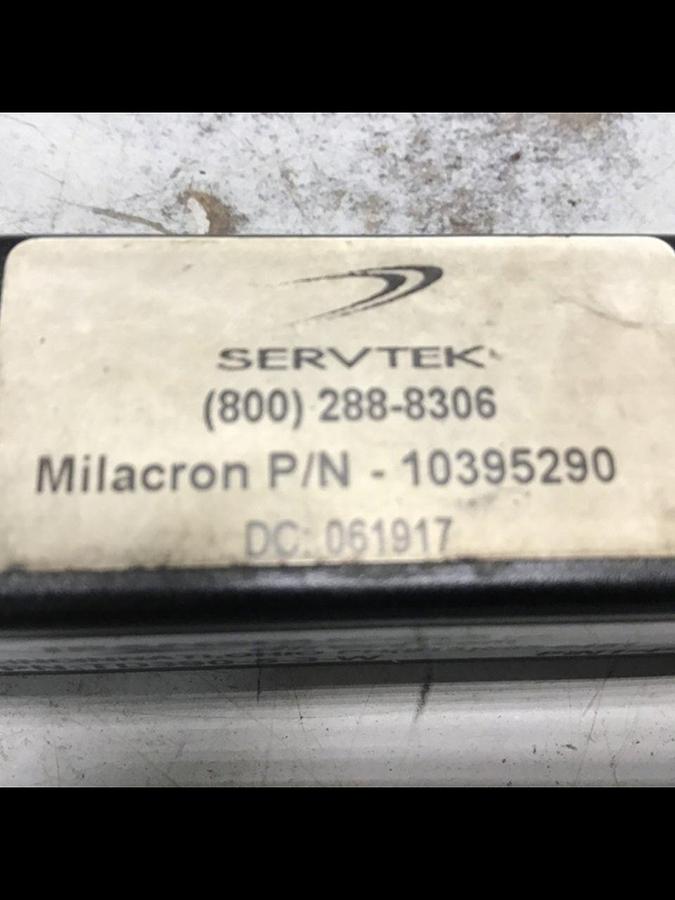 SERVTEK
(800) 288-8306
Milacron P/N - 10395290
DC: 061917